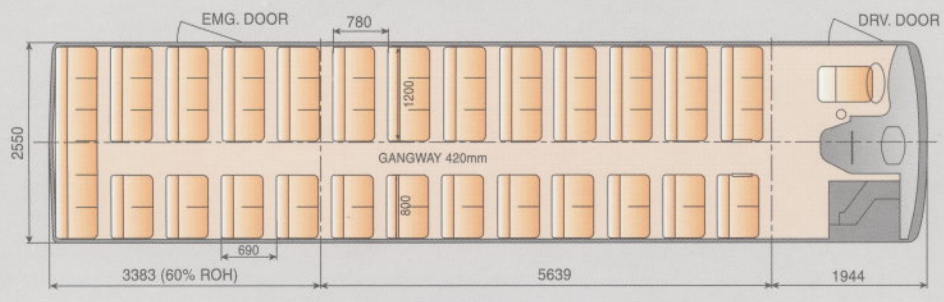 EMG. DOOR
780
DRV. DOOR
2550
1200
GANGWAY 420mm
800
690
3383 (60% ROH)
5639
1944